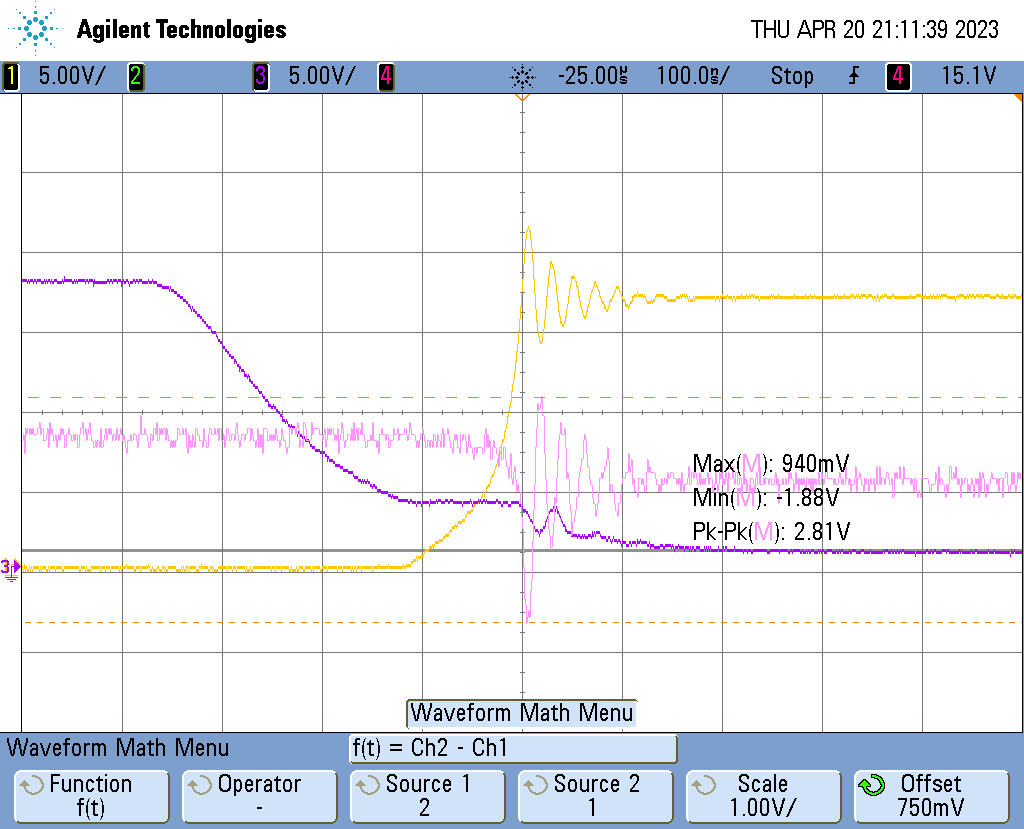 Agilent Technologies
THU APR 20 21:11:39 2023
1 5.00V/ 2 3 5.00V/ 4 -25.00µs 100.0ns/ Stop 4 15.1V
Max(M): 940mV
Min(M): -1.88V
Pk-Pk(M): 2.81V
3
Waveform Math Menu
Waveform Math Menu
f(t) = Ch2 - Ch1
Function Operator Source 1 Source 2 Scale Offset
f(t) - 2 1 1.00V/ 750mV